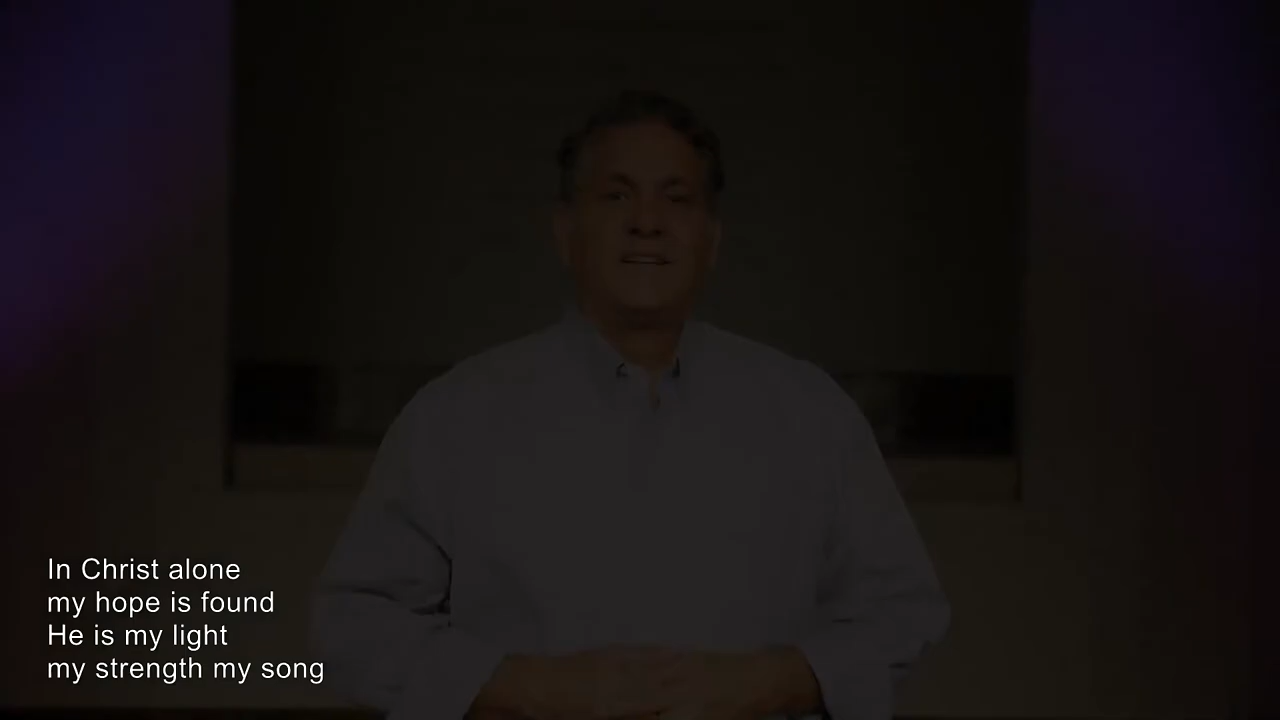 In Christ alone
my hope is found
He is my light
my strength my song